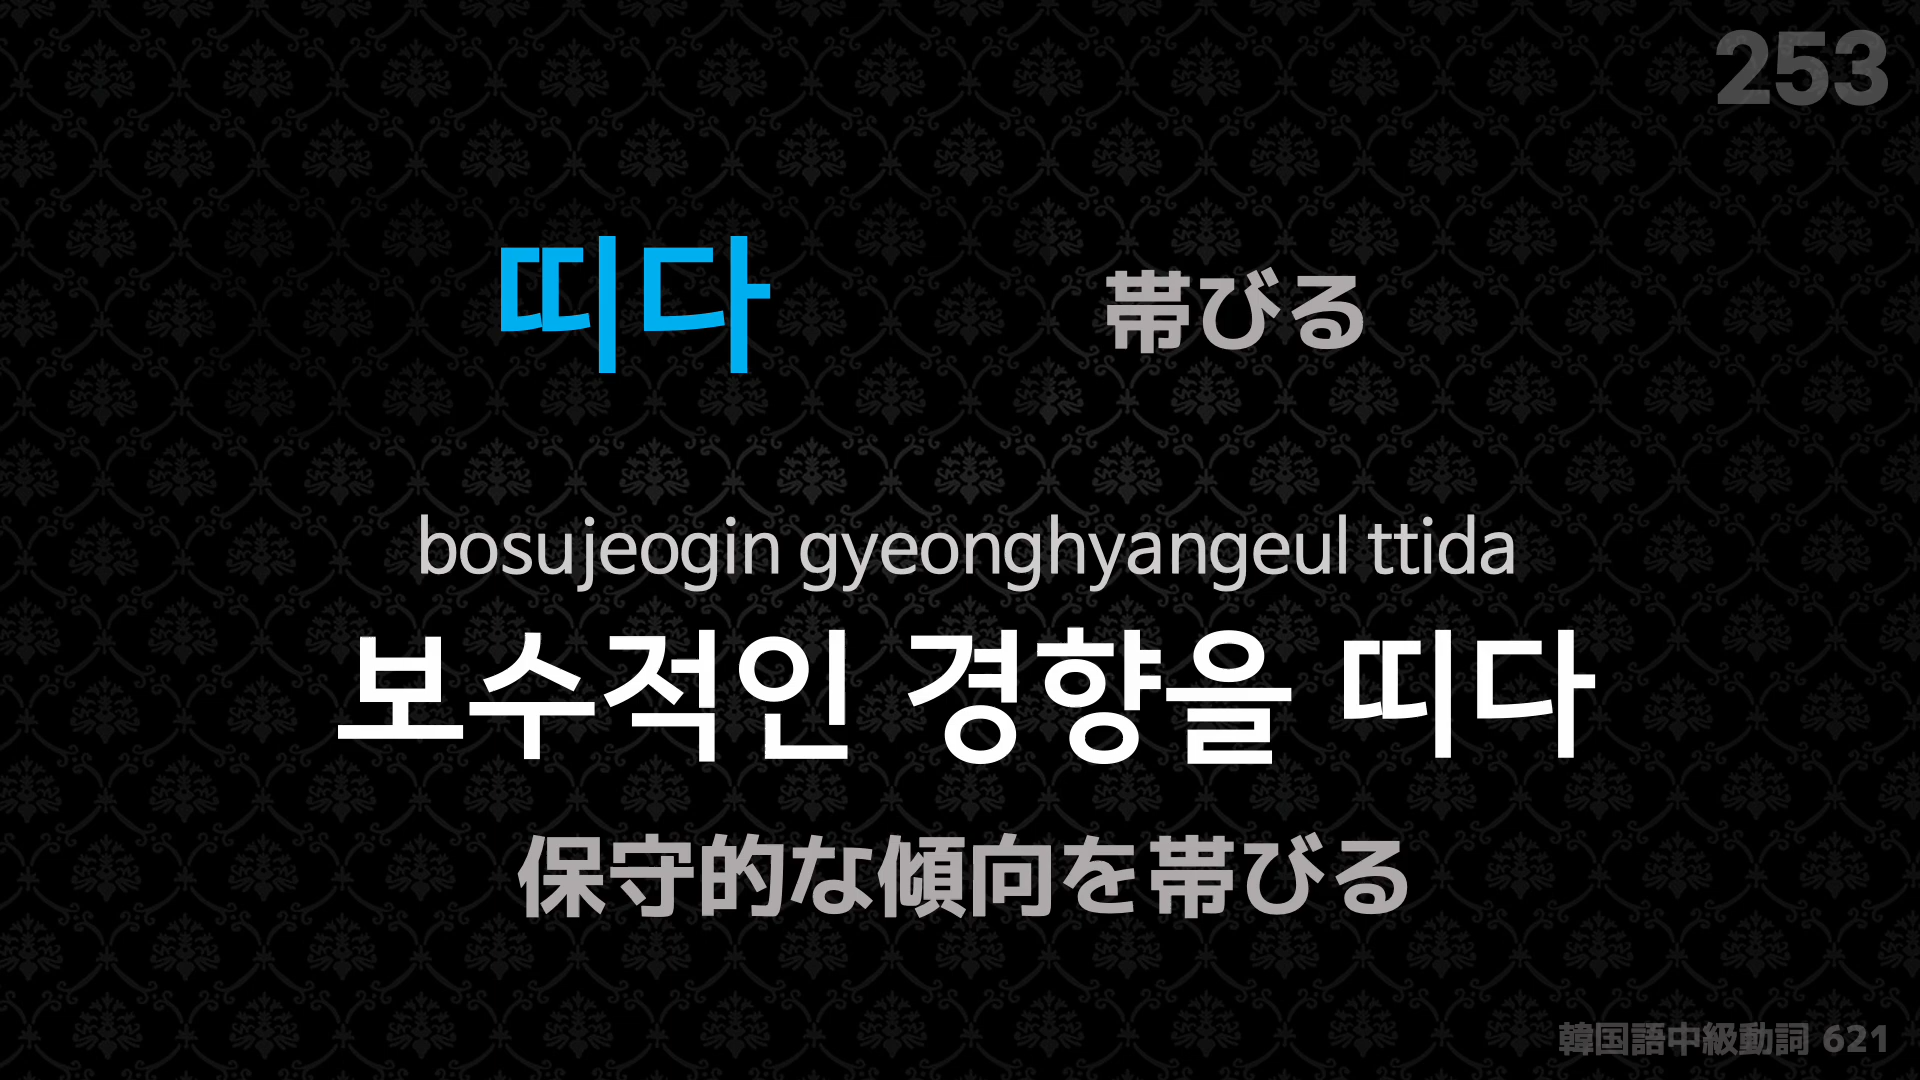 253
띠다 帯びる
bosujeogin gyeonghyangeul ttida
보수적인 경향을 띠다
保守的な傾向を帯びる
韓国語中級動詞 621